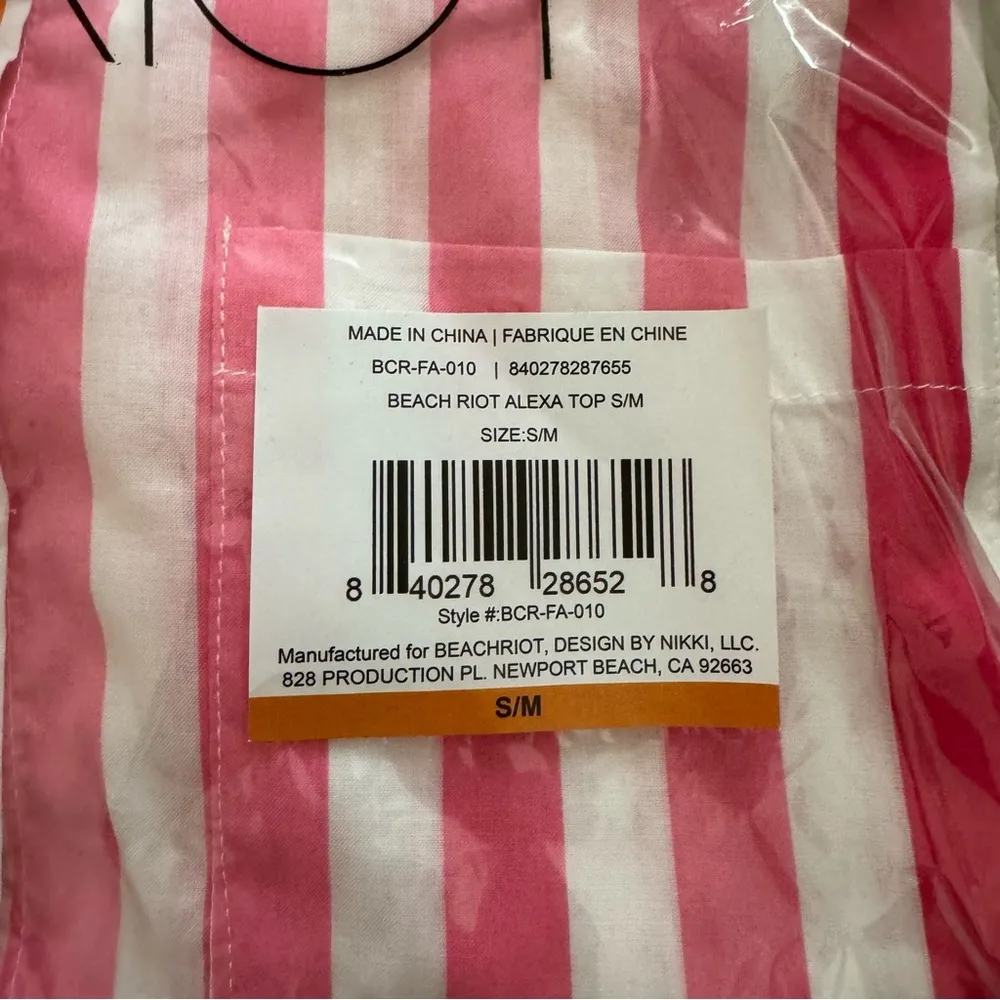 MADE IN CHINA | FABRIQUE EN CHINE
BCR-FA-010 | 840278287655
BEACH RIOT ALEXA TOP S/M
SIZE:S/M
8 40278 28652 8
Style #:BCR-FA-010
Manufactured for BEACHRIOT, DESIGN BY NIKKI, LLC.
828 PRODUCTION PL. NEWPORT BEACH, CA 92663
S/M